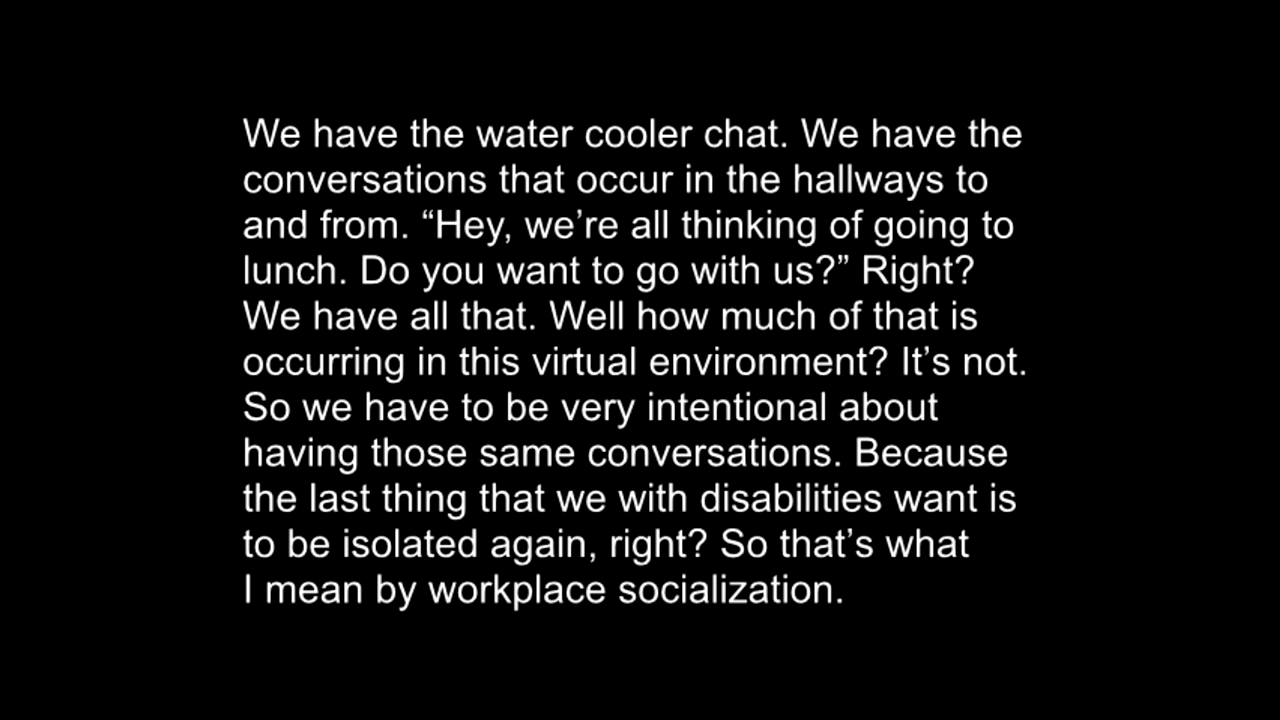 We have the water cooler chat. We have the
conversations that occur in the hallways to
and from. “Hey, we’re all thinking of going to
lunch. Do you want to go with us?” Right?
We have all that. Well how much of that is
occurring in this virtual environment? It’s not.
So we have to be very intentional about
having those same conversations. Because
the last thing that we with disabilities want is
to be isolated again, right? So that’s what
I mean by workplace socialization.